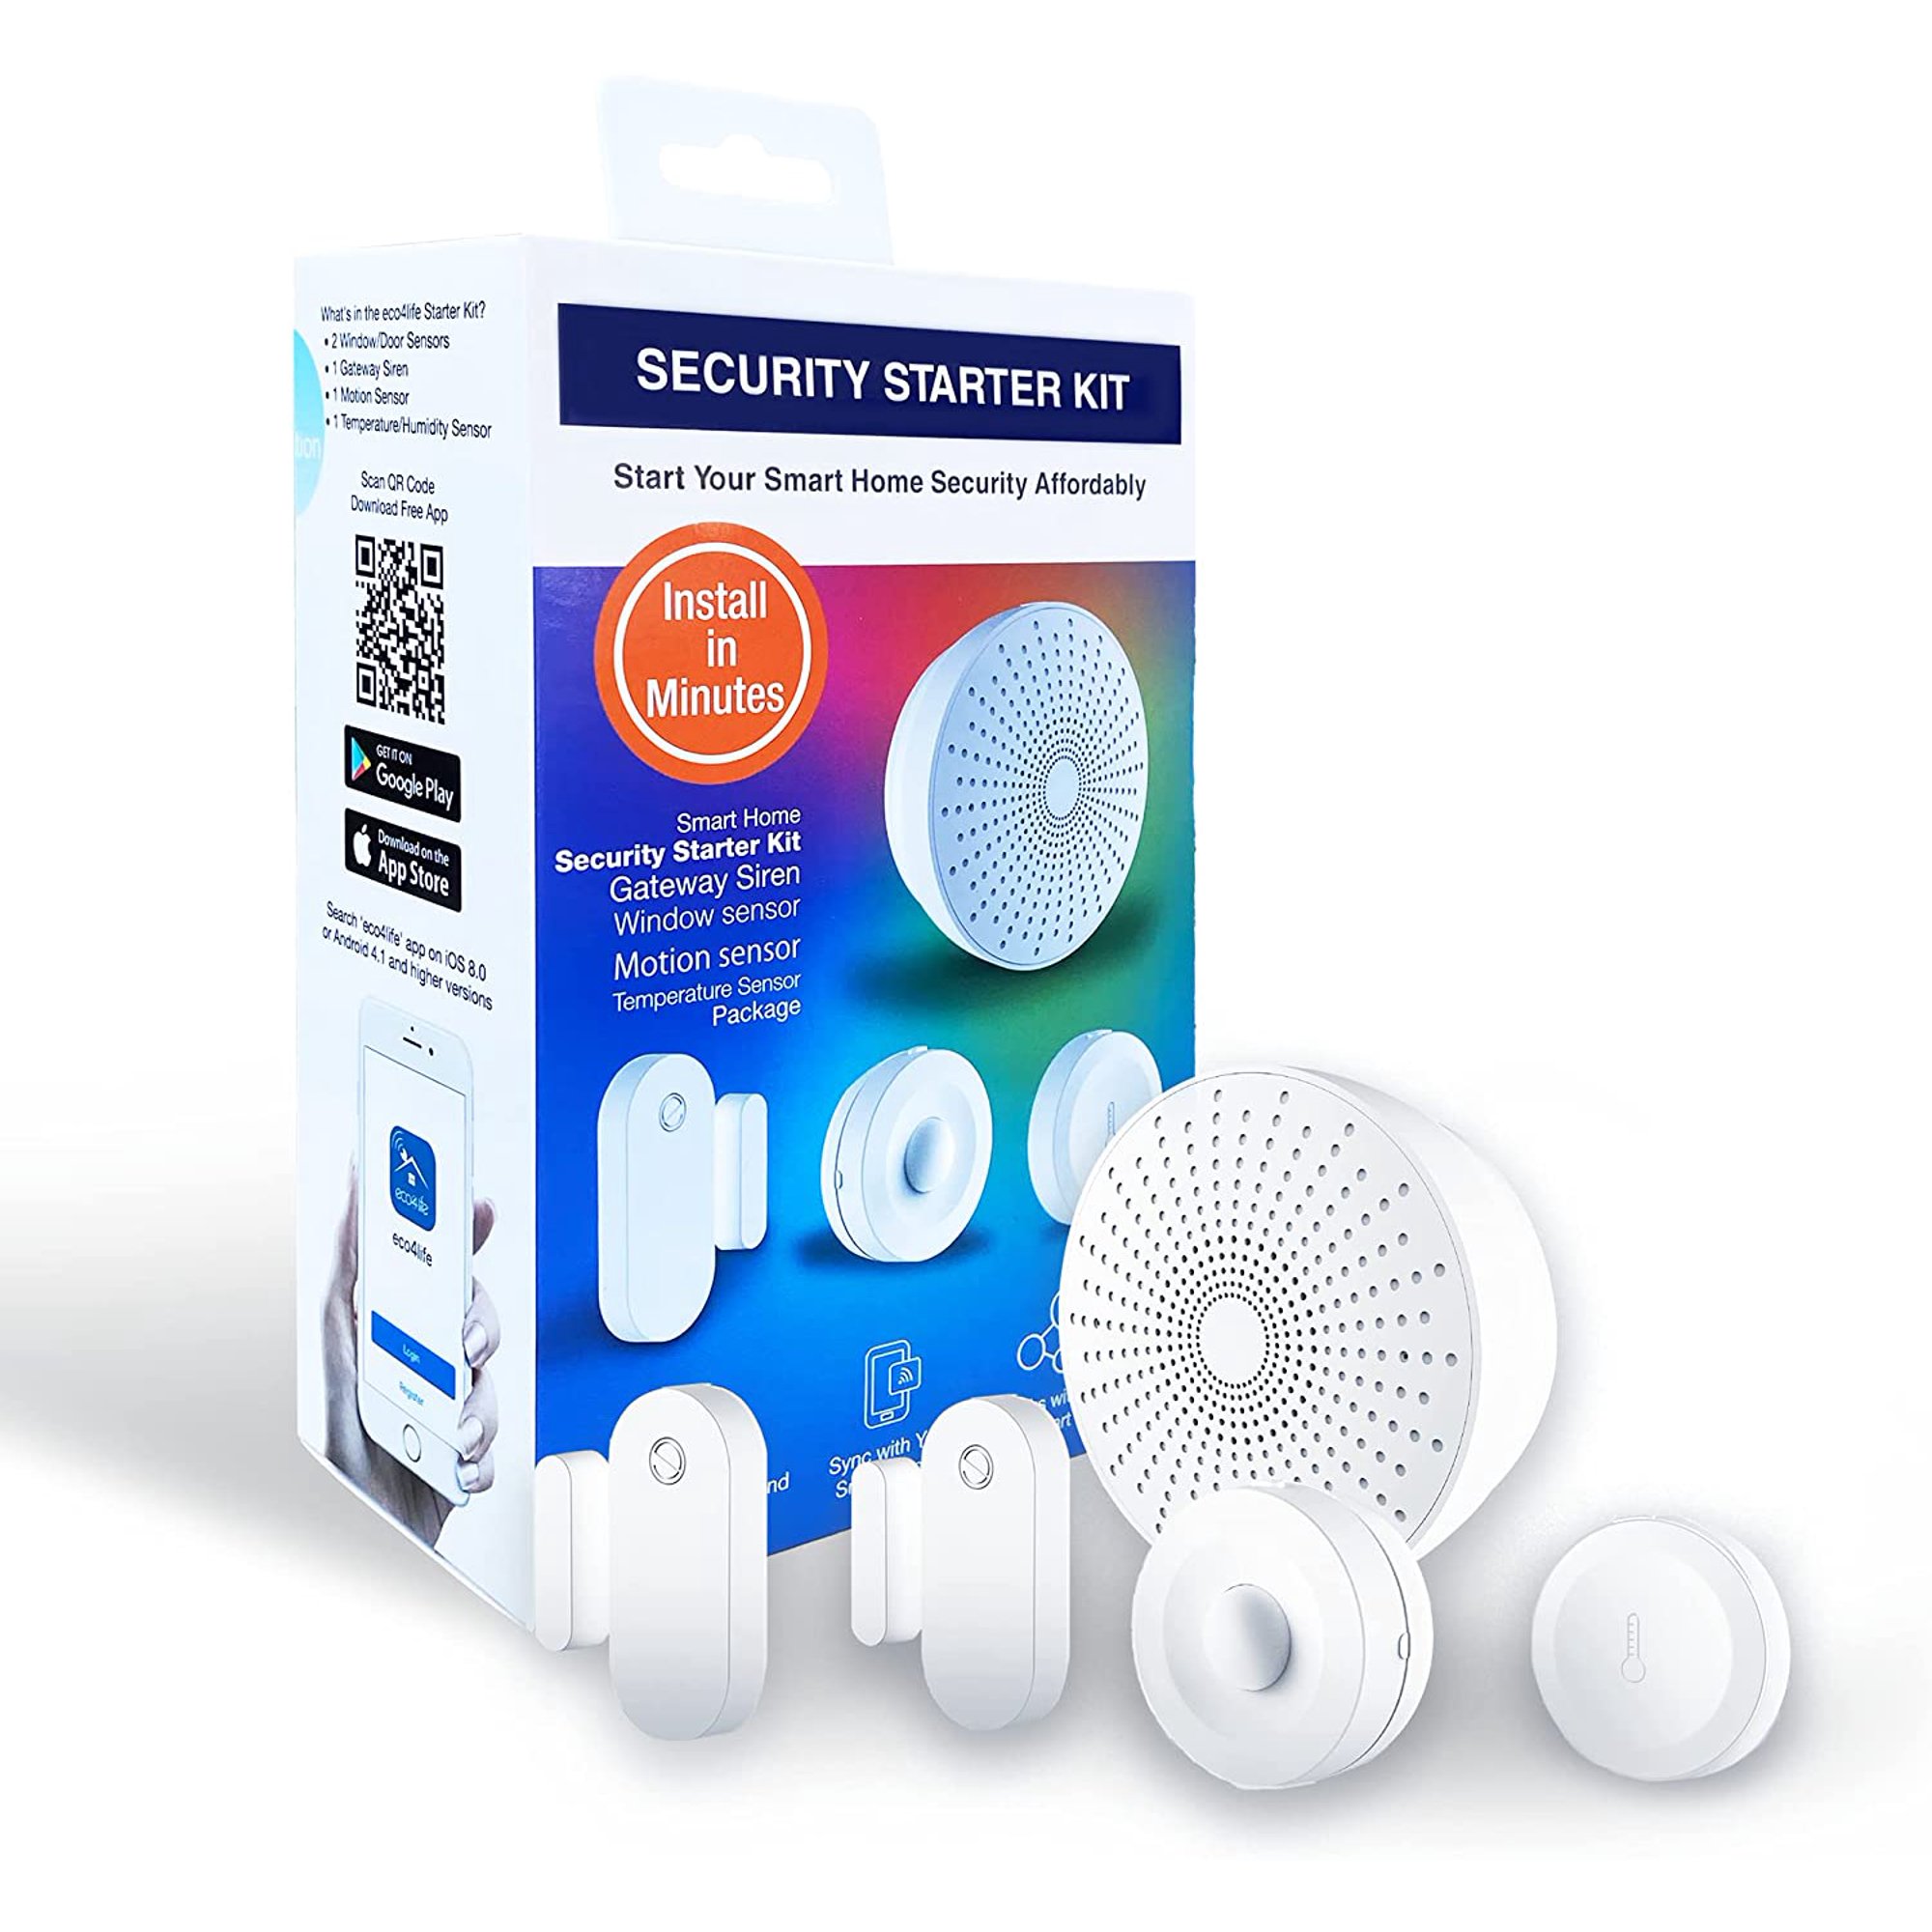 What's in the eco4life Starter Kit?
• 2 Window/Door Sensors
• 1 Gateway Siren
• 1 Motion Sensor
• 1 Temperature/Humidity Sensor
Scan QR Code
Download Free App
GET IT ON
Google Play
Download on the
App Store
Search 'eco4life' app on iOS 8.0
or Android 4.1 and higher versions
eco4life
eco4life
Login
Register
SECURITY STARTER KIT
Start Your Smart Home Security Affordably
Install
in
Minutes
Smart Home
Security Starter Kit
Gateway Siren
Window sensor
Motion sensor
Temperature Sensor
Package
Sync with